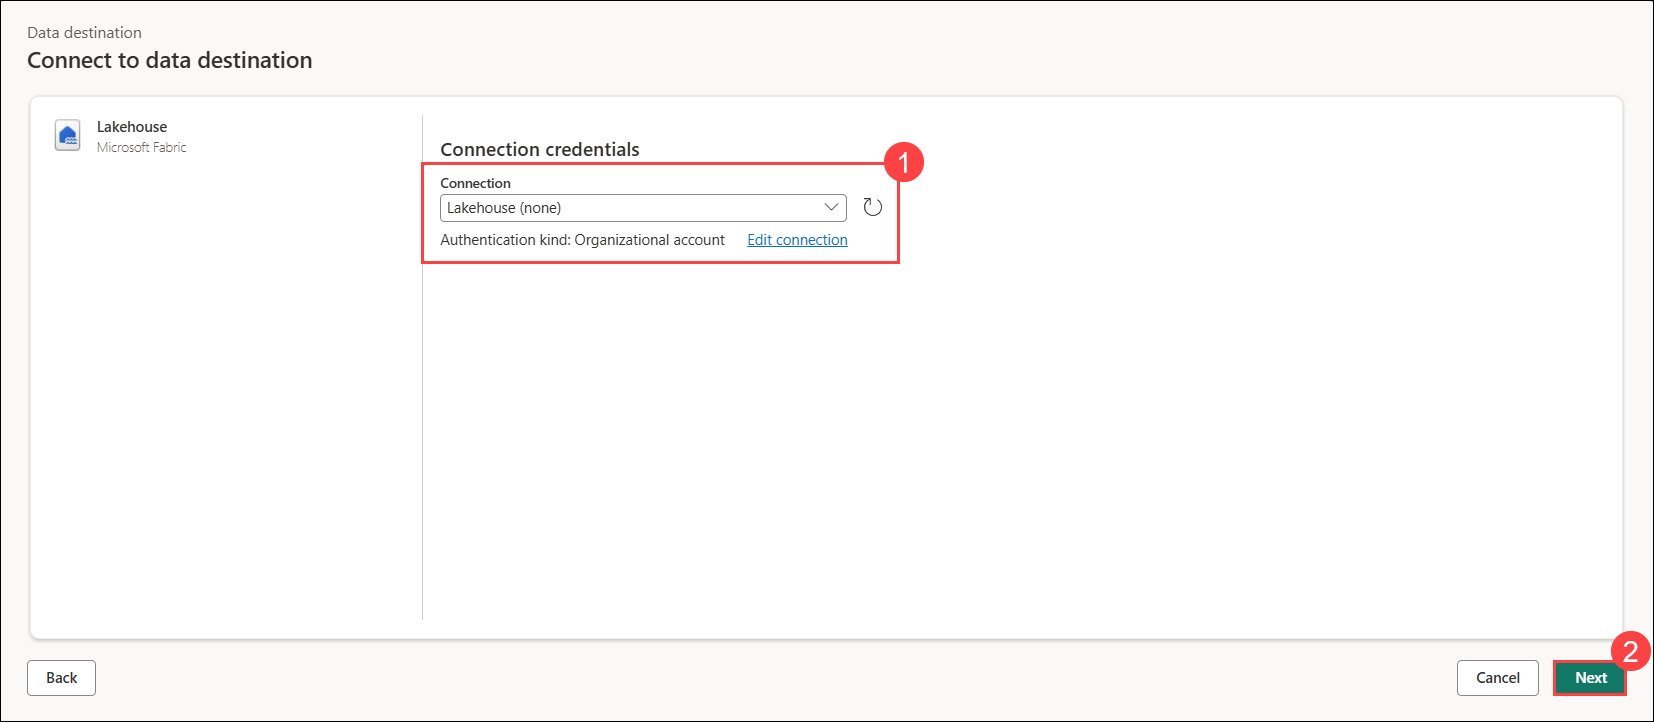 Data destination
Connect to data destination
Lakehouse
Microsoft Fabric
Connection credentials
1
Connection
Lakehouse (none)
Authentication kind: Organizational account Edit connection
2
Back
Cancel
Next